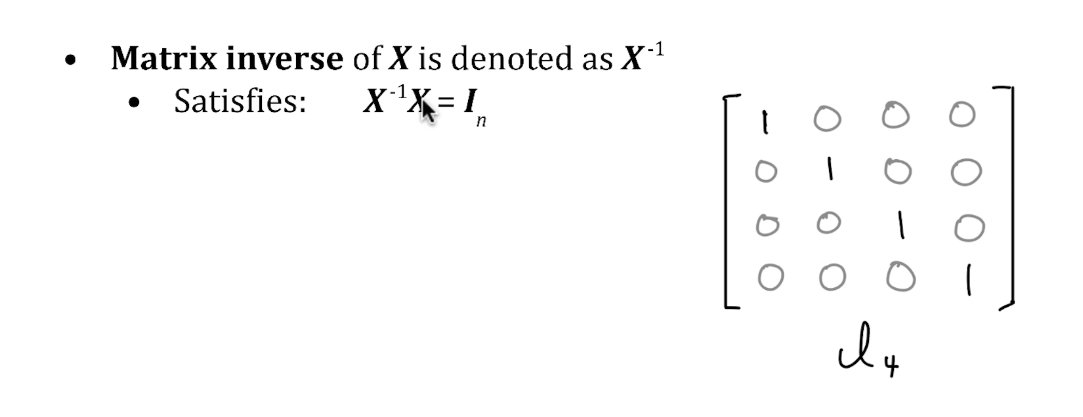 • Matrix inverse of X is denoted as X⁻¹
• Satisfies: X⁻¹X = Iₙ
1 0 0 0
0 1 0 0
0 0 1 0
0 0 0 1
I₄